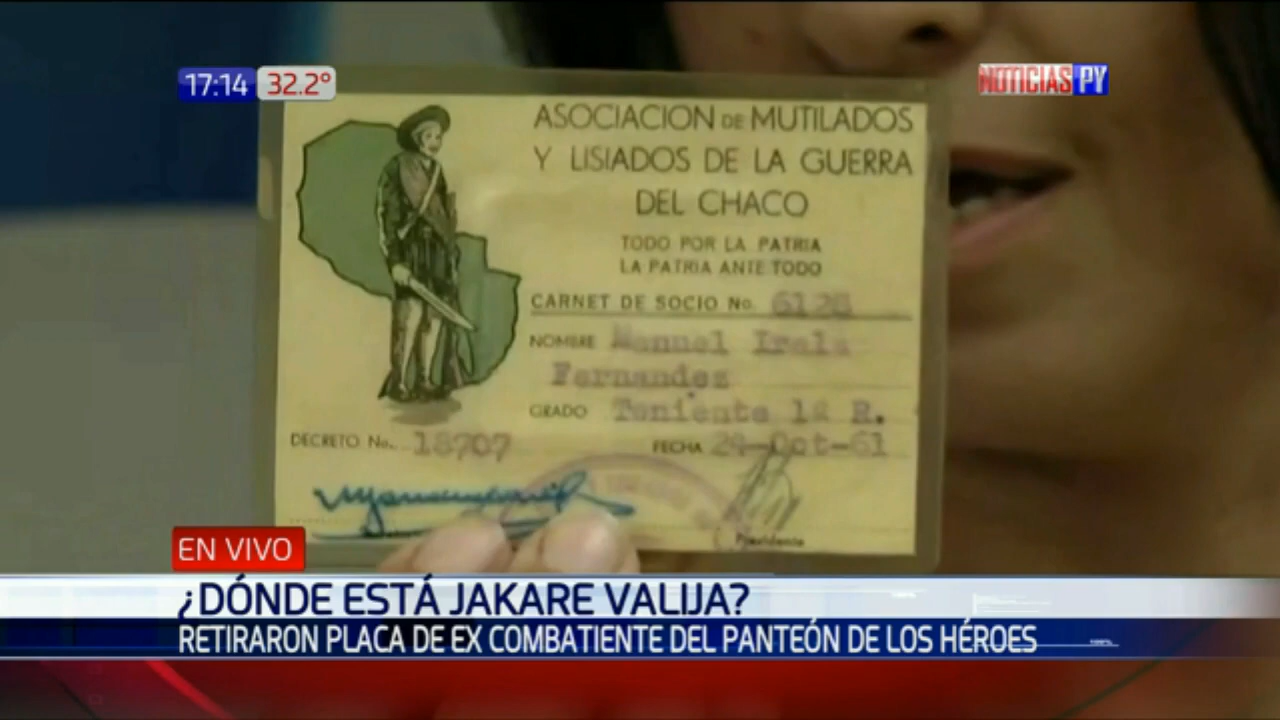 17:14 32.2°
NOTICIAS PY
ASOCIACION DE MUTILADOS
Y LISIADOS DE LA GUERRA
DEL CHACO
TODO POR LA PATRIA
LA PATRIA ANTE TODO
CARNET DE SOCIO No. 6128
NOMBRE Manuel Irala
Fernandez
GRADO Teniente 1º R.
DECRETO No. 18707
FECHA 24-Oct-61
Presidente
EN VIVO
¿DÓNDE ESTÁ JAKARE VALIJA?
RETIRARON PLACA DE EX COMBATIENTE DEL PANTEÓN DE LOS HÉROES